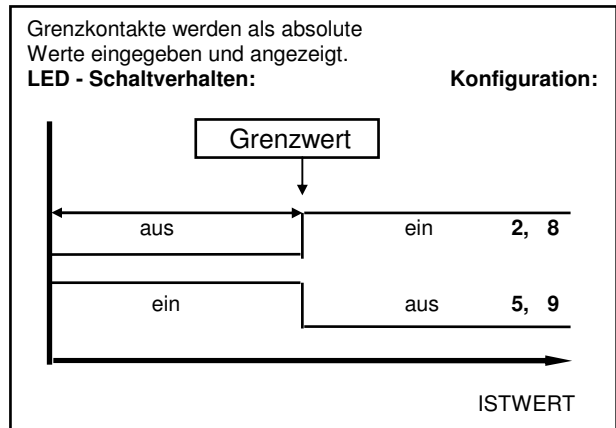 Grenzkontakte werden als absolute
Werte eingegeben und angezeigt.
LED - Schaltverhalten: Konfiguration:
Grenzwert
aus ein 2, 8
ein aus 5, 9
ISTWERT